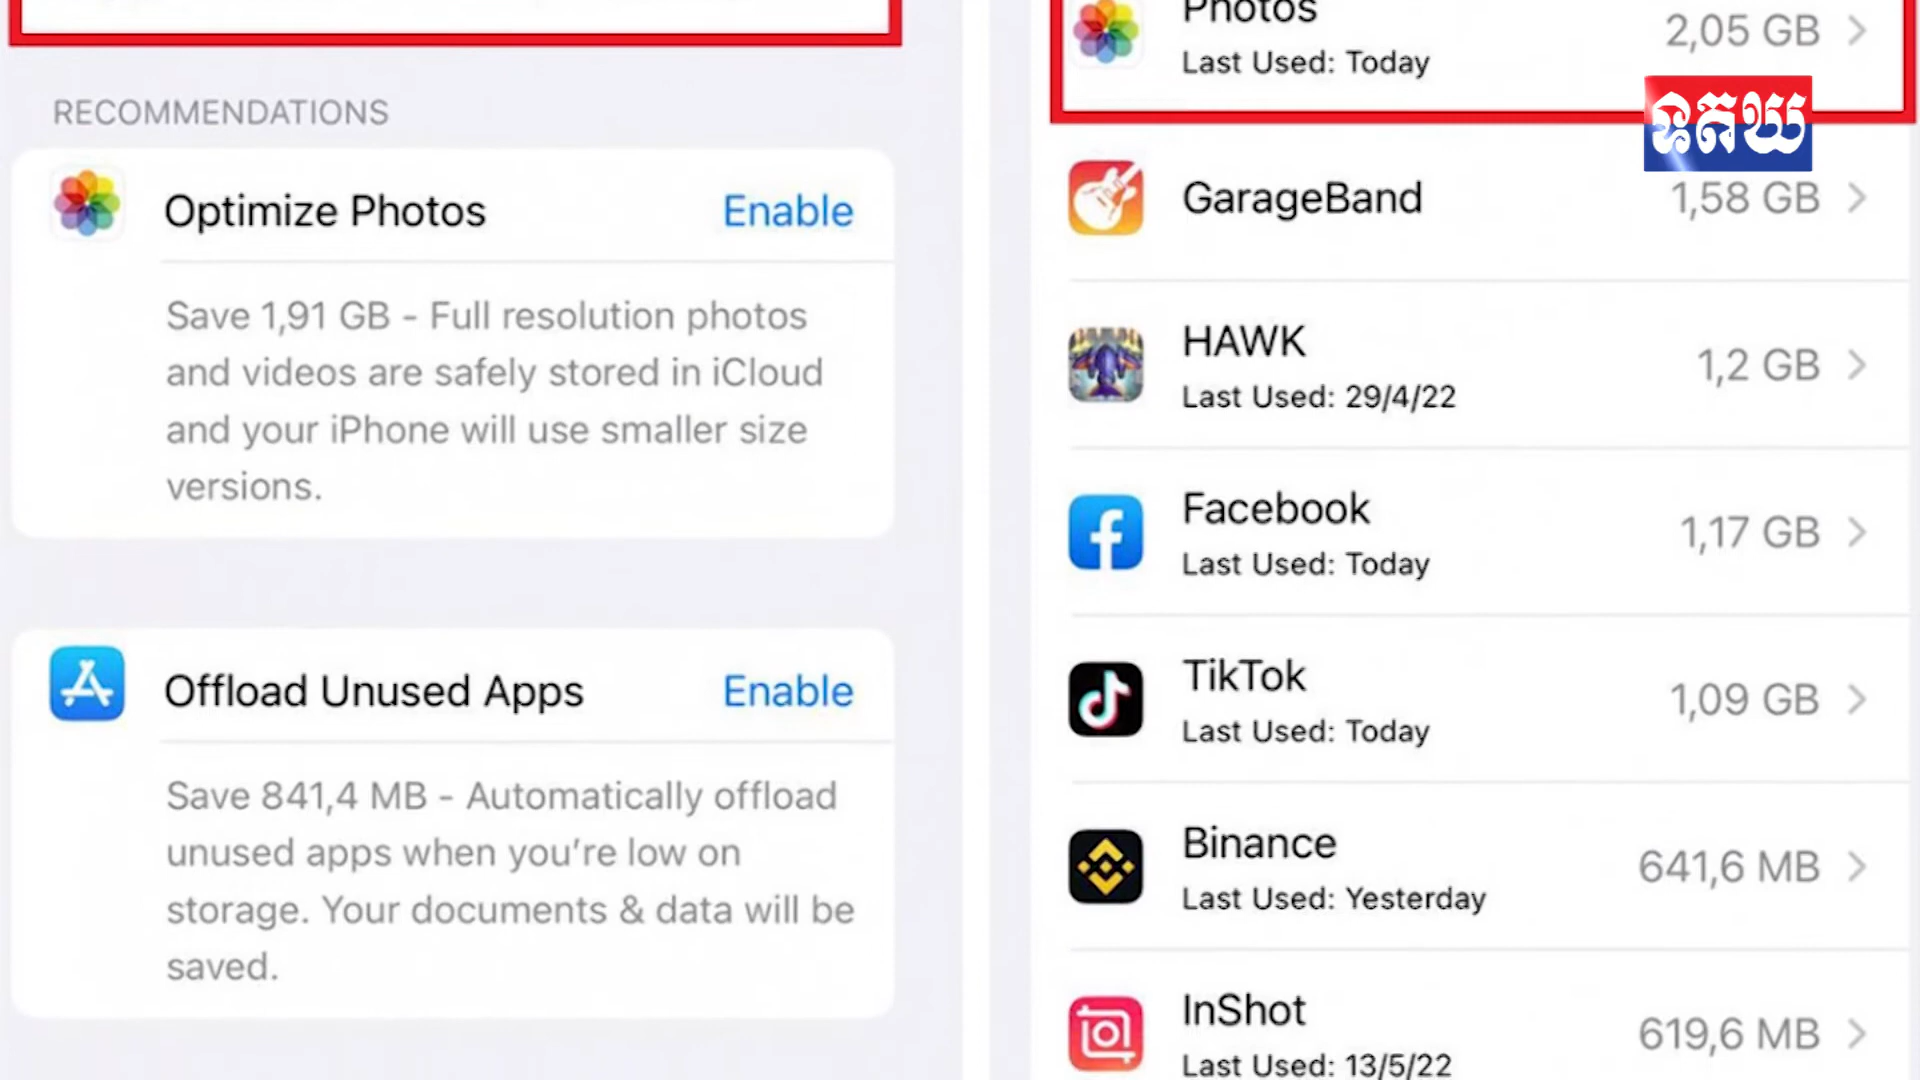 RECOMMENDATIONS
Optimize Photos
Enable
Save 1,91 GB - Full resolution photos
and videos are safely stored in iCloud
and your iPhone will use smaller size
versions.
Offload Unused Apps
Enable
Save 841,4 MB - Automatically offload
unused apps when you’re low on
storage. Your documents & data will be
saved.
Photos
2,05 GB
Last Used: Today
ឧតយ
GarageBand
1,58 GB
HAWK
1,2 GB
Last Used: 29/4/22
Facebook
1,17 GB
Last Used: Today
TikTok
1,09 GB
Last Used: Today
Binance
641,6 MB
Last Used: Yesterday
InShot
619,6 MB
Last Used: 13/5/22